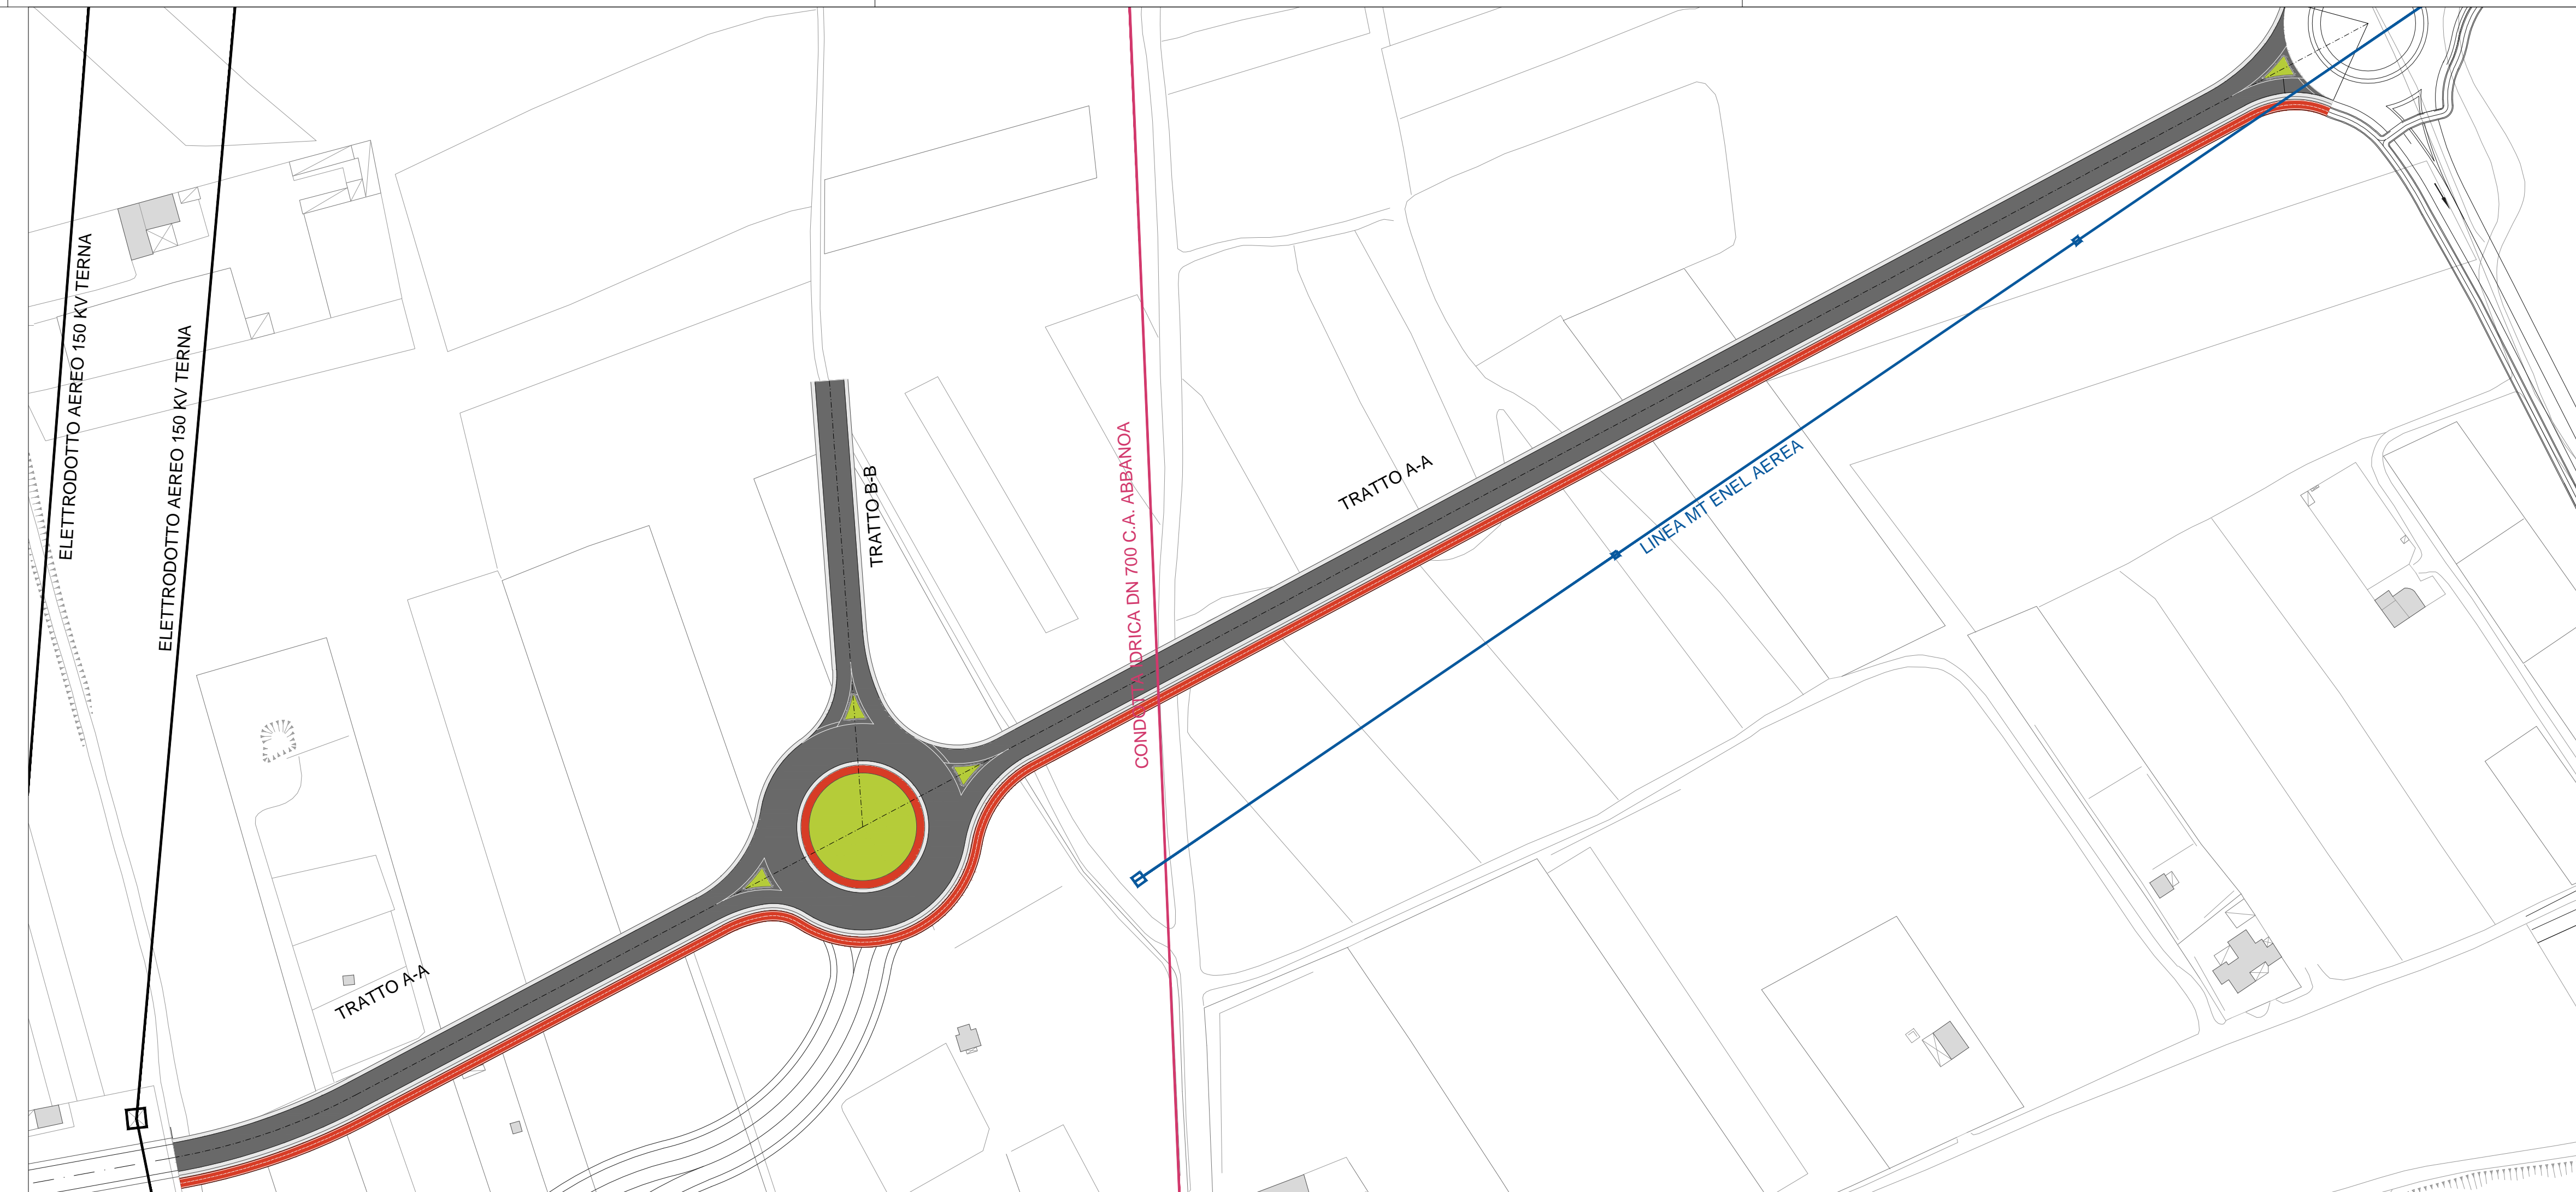 ELETTRODOTTO AEREO 150 KV TERNA
ELETTRODOTTO AEREO 150 KV TERNA
TRATTO B-B
CONDOTTA IDRICA DN 700 C.A. ABBANOA
TRATTO A-A
LINEA MT ENEL AEREA
TRATTO A-A